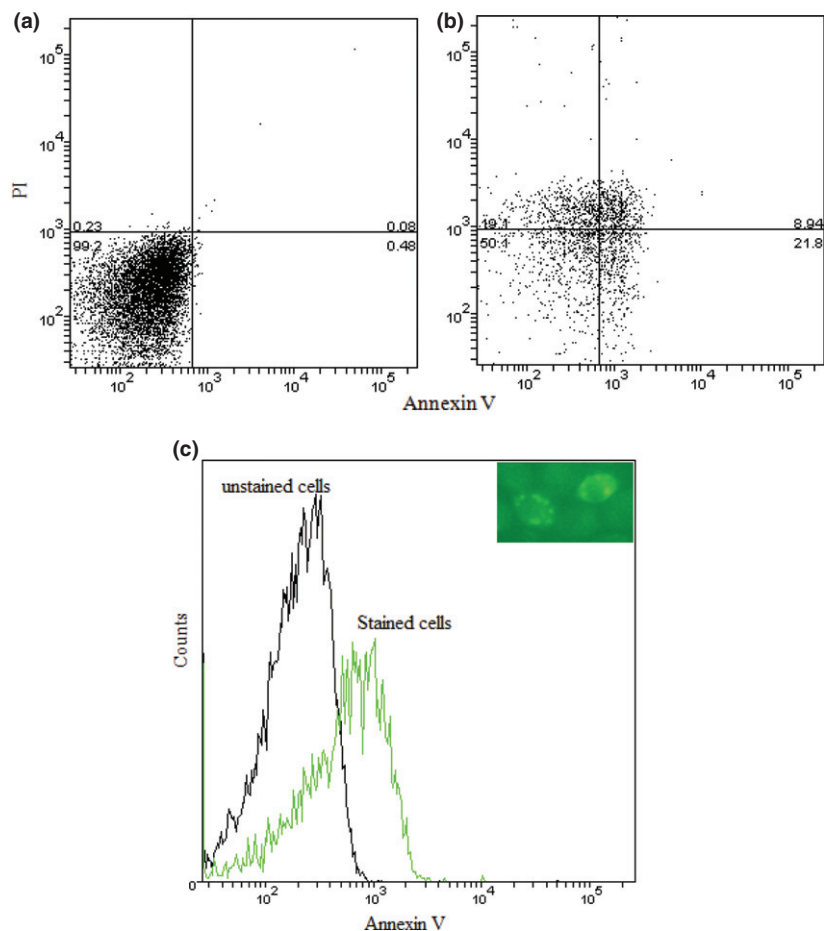 (a)
PI
10^5
10^4
10^3
10^2
0.23
0.08
99.2
0.48
10^2 10^3 10^4 10^5
(b)
10^5
10^4
10^3
10^2
19.1
8.94
50.1
21.8
10^2 10^3 10^4 10^5
Annexin V
(c)
unstained cells
Stained cells
Counts
0
10^2 10^3 10^4 10^5
Annexin V